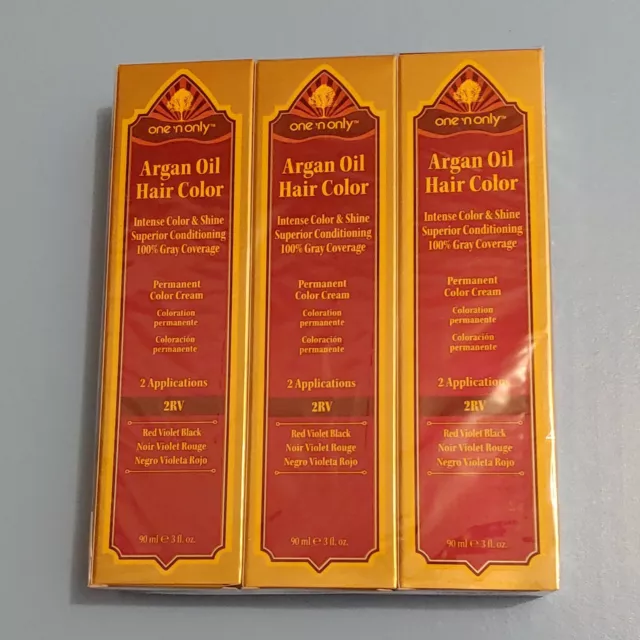 one 'n only™
Argan Oil
Hair Color
Intense Color & Shine
Superior Conditioning
100% Gray Coverage
Permanent
Color Cream
Coloration
permanente
Coloración
permanente
2 Applications
2RV
Red Violet Black
Noir Violet Rouge
Negro Violeta Rojo
90 ml e 3 fl. oz.
one 'n only™
Argan Oil
Hair Color
Intense Color & Shine
Superior Conditioning
100% Gray Coverage
Permanent
Color Cream
Coloration
permanente
Coloración
permanente
2 Applications
2RV
Red Violet Black
Noir Violet Rouge
Negro Violeta Rojo
90 ml e 3 fl. oz.
one 'n only™
Argan Oil
Hair Color
Intense Color & Shine
Superior Conditioning
100% Gray Coverage
Permanent
Color Cream
Coloration
permanente
Coloración
permanente
2 Applications
2RV
Red Violet Black
Noir Violet Rouge
Negro Violeta Rojo
90 ml e 3 fl. oz.